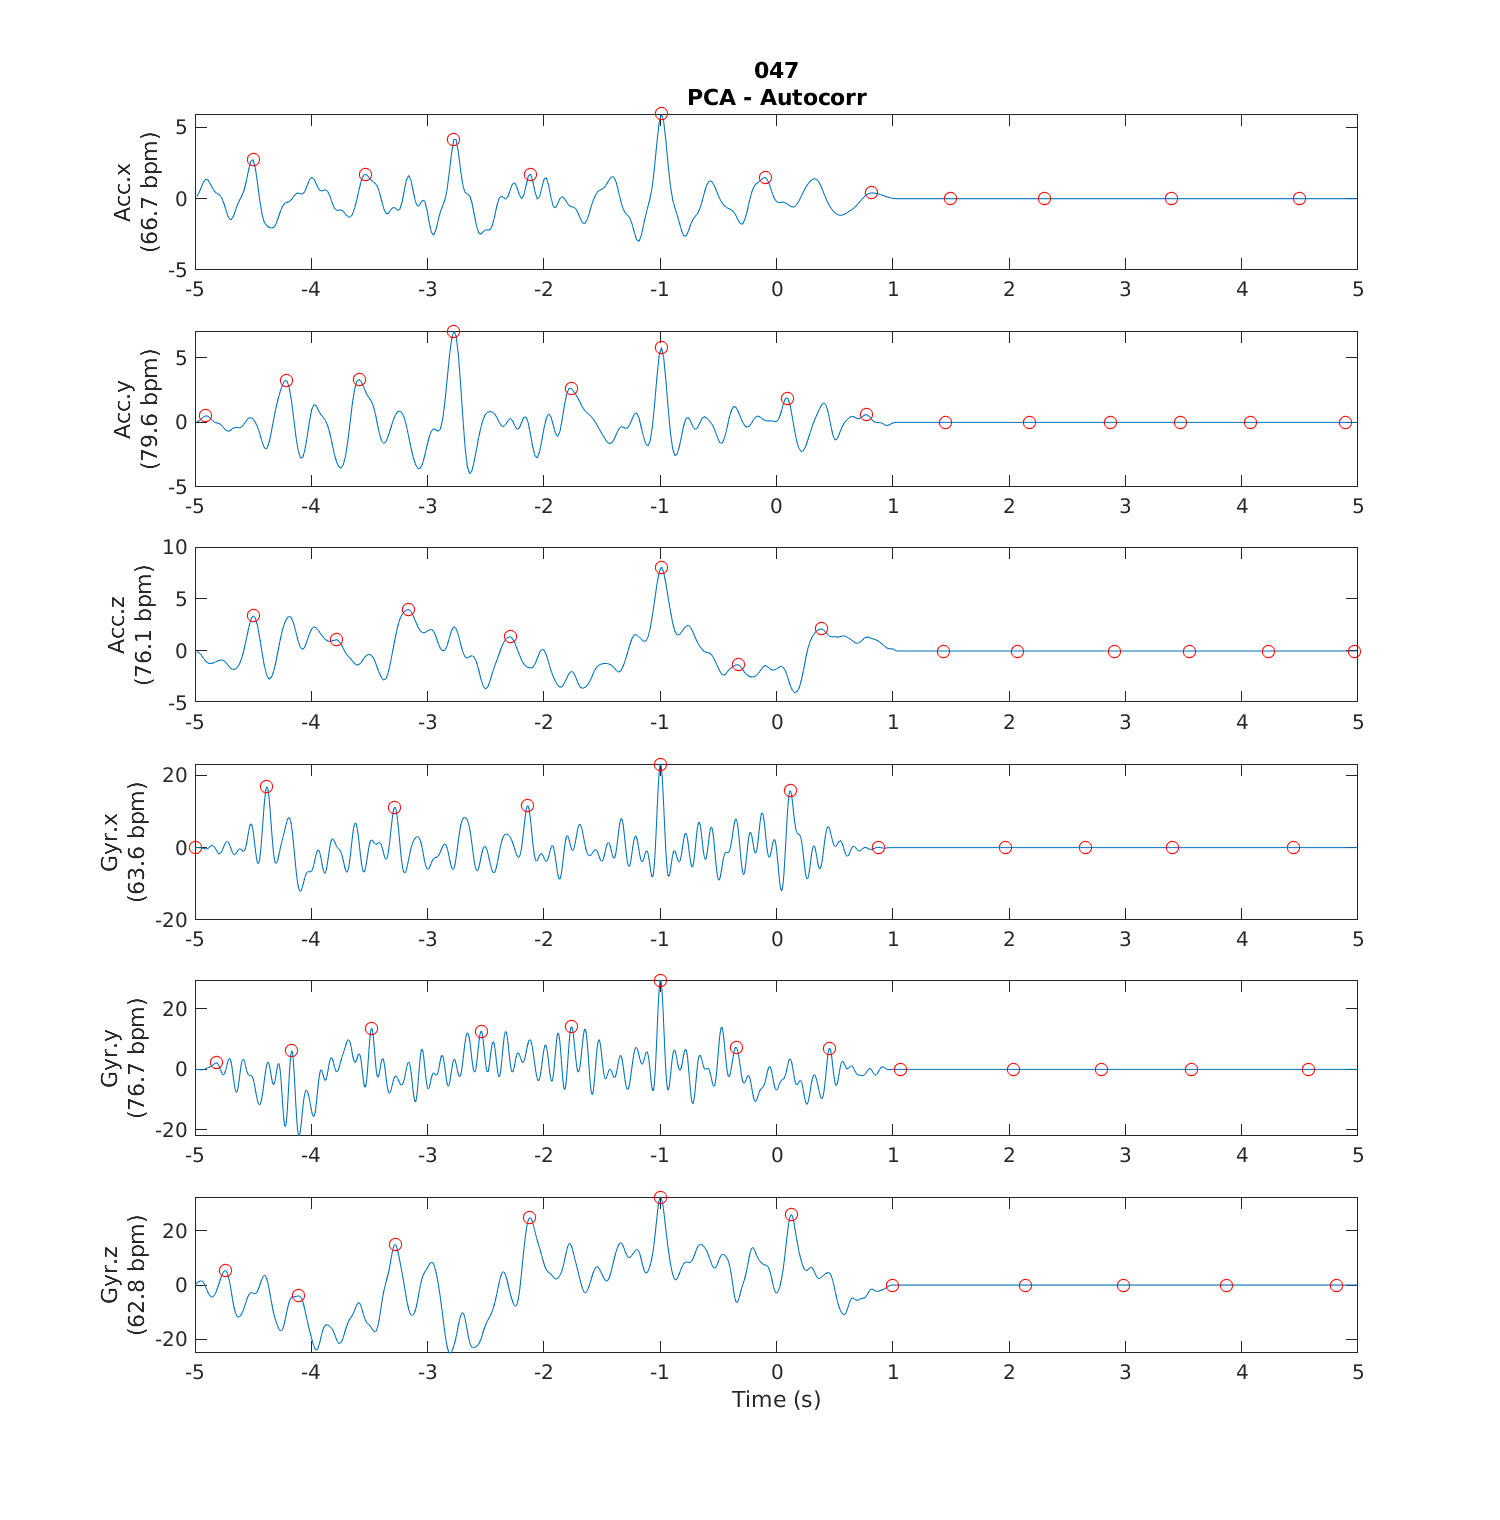 047
PCA - Autocorr
5
0
-5
Acc.x
(66.7 bpm)
-5 -4 -3 -2 -1 0 1 2 3 4 5
5
0
-5
Acc.y
(79.6 bpm)
-5 -4 -3 -2 -1 0 1 2 3 4 5
10
5
0
-5
Acc.z
(76.1 bpm)
-5 -4 -3 -2 -1 0 1 2 3 4 5
20
0
-20
Gyr.x
(63.6 bpm)
-5 -4 -3 -2 -1 0 1 2 3 4 5
20
0
-20
Gyr.y
(76.7 bpm)
-5 -4 -3 -2 -1 0 1 2 3 4 5
20
0
-20
Gyr.z
(62.8 bpm)
-5 -4 -3 -2 -1 0 1 2 3 4 5
Time (s)